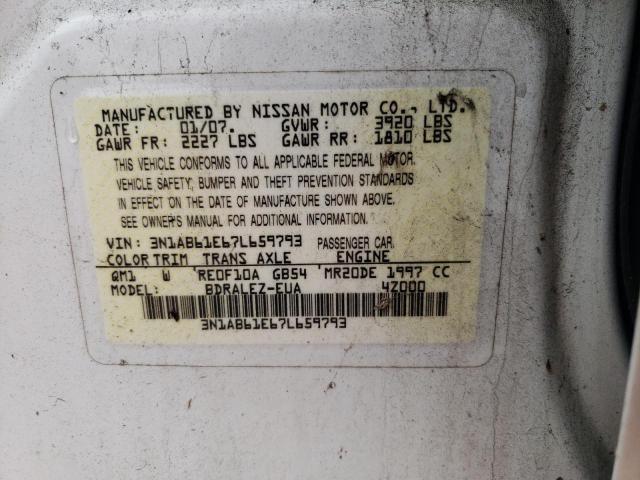 MANUFACTURED BY NISSAN MOTOR CO., LTD.
DATE: 01/07. GVWR: 3920 LBS
GAWR FR: 2227 LBS GAWR RR: 1810 LBS
THIS VEHICLE CONFORMS TO ALL APPLICABLE FEDERAL MOTOR
VEHICLE SAFETY, BUMPER AND THEFT PREVENTION STANDARDS
IN EFFECT ON THE DATE OF MANUFACTURE SHOWN ABOVE.
SEE OWNER'S MANUAL FOR ADDITIONAL INFORMATION.
VIN: 3N1AB61E67L659793 PASSENGER CAR
COLOR TRIM TRANS AXLE ENGINE
QM1 W RE0F10A GB54 MR20DE 1997 CC
MODEL: BDRALEZ-EUA 4Z000
3N1AB61E67L659793